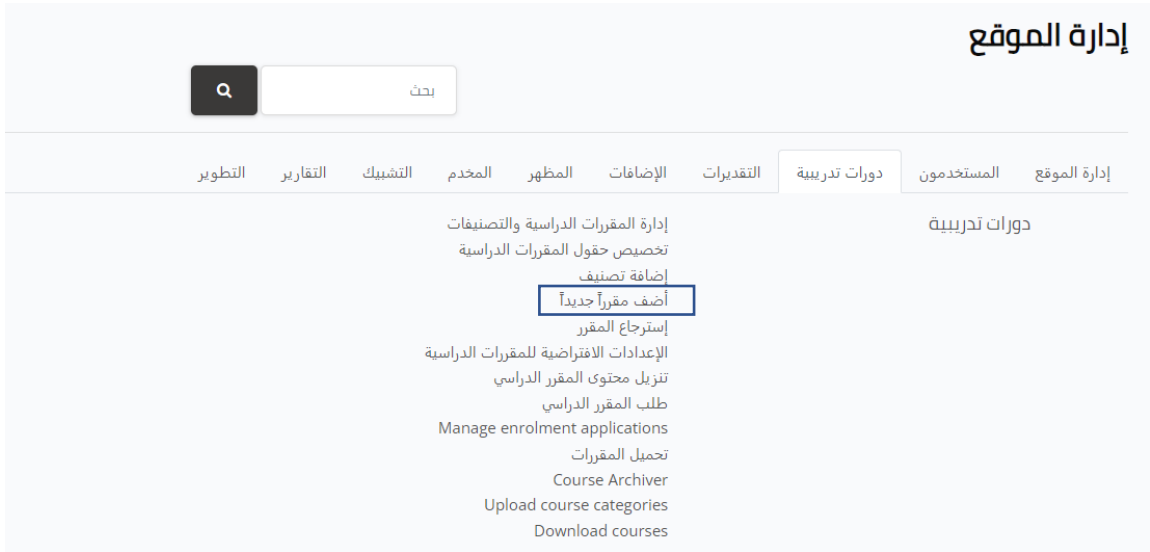 إدارة الموقع
بحث
إدارة الموقع المستخدمون دورات تدريبية التقديرات الإضافات المظهر المخدم التشبيك التقارير التطوير
دورات تدريبية
إدارة المقررات الدراسية والتصنيفات
تخصيص حقول المقررات الدراسية
إضافة تصنيف
أضف مقرراً جديداً
إسترجاع المقرر
الإعدادات الافتراضية للمقررات الدراسية
تنزيل محتوى المقرر الدراسي
طلب المقرر الدراسي
Manage enrolment applications
تحميل المقررات
Course Archiver
Upload course categories
Download courses